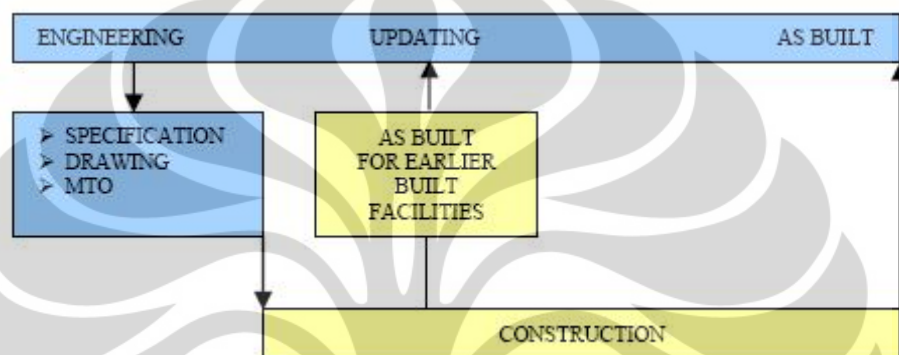 ENGINEERING UPDATING AS BUILT
➢ SPECIFICATION
➢ DRAWING
➢ MTO
AS BUILT
FOR EARLIER
BUILT
FACILITIES
CONSTRUCTION